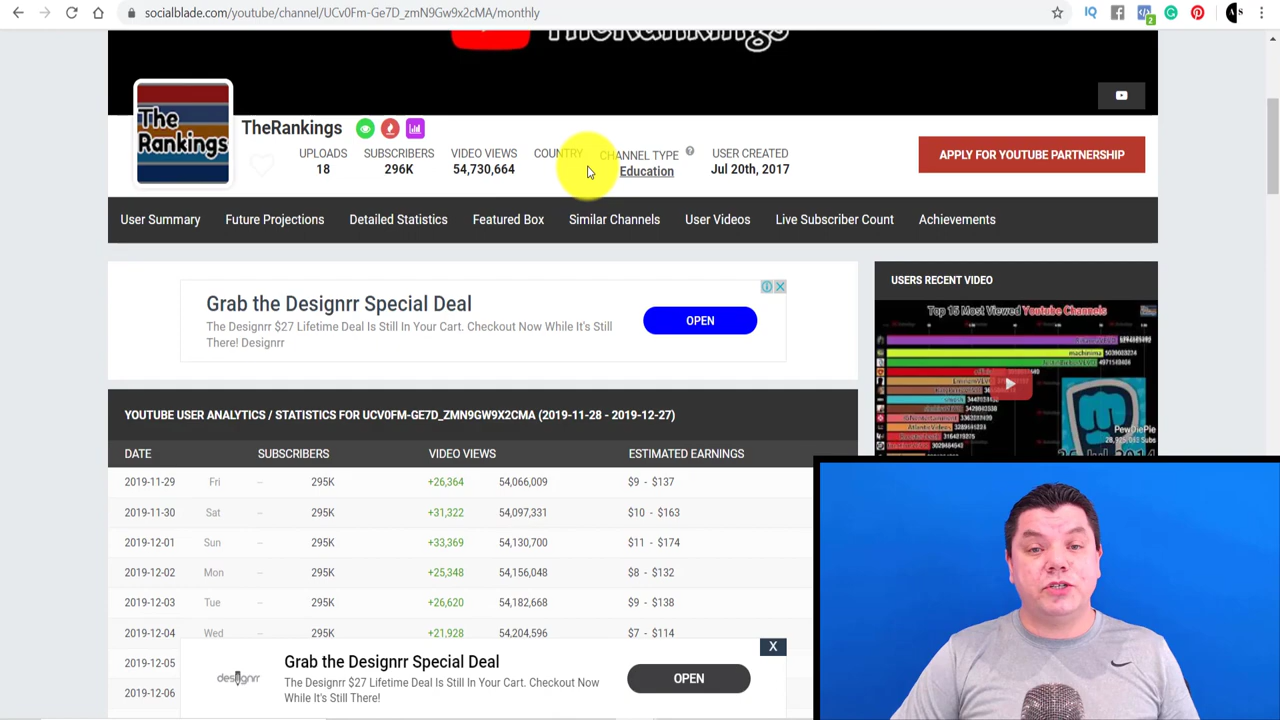 socialblade.com/youtube/channel/UCv0Fm-Ge7D_zmN9Gw9x2cMA/monthly
IQ
2
TheRankings
The
Rankings
TheRankings
UPLOADS
18
SUBSCRIBERS
296K
VIDEO VIEWS
54,730,664
COUNTRY
CHANNEL TYPE
Education
USER CREATED
Jul 20th, 2017
APPLY FOR YOUTUBE PARTNERSHIP
User Summary Future Projections Detailed Statistics Featured Box Similar Channels User Videos Live Subscriber Count Achievements
Grab the Designrr Special Deal
The Designrr $27 Lifetime Deal Is Still In Your Cart. Checkout Now While It's Still
There! Designrr
OPEN
USERS RECENT VIDEO
Top 15 Most Viewed Youtube Channels
machinima
PewDiePie
YOUTUBE USER ANALYTICS / STATISTICS FOR UCV0FM-GE7D_ZMN9GW9X2CMA (2019-11-28 - 2019-12-27)
DATE SUBSCRIBERS VIDEO VIEWS ESTIMATED EARNINGS
2019-11-29 Fri -- 295K +26,364 54,066,009 $9 - $137
2019-11-30 Sat -- 295K +31,322 54,097,331 $10 - $163
2019-12-01 Sun -- 295K +33,369 54,130,700 $11 - $174
2019-12-02 Mon -- 295K +25,348 54,156,048 $8 - $132
2019-12-03 Tue -- 295K +26,620 54,182,668 $9 - $138
2019-12-04 Wed -- 295K +21,928 54,204,596 $7 - $114
2019-12-05
2019-12-06
X
designrr
Grab the Designrr Special Deal
The Designrr $27 Lifetime Deal Is Still In Your Cart. Checkout Now
While It's Still There!
OPEN